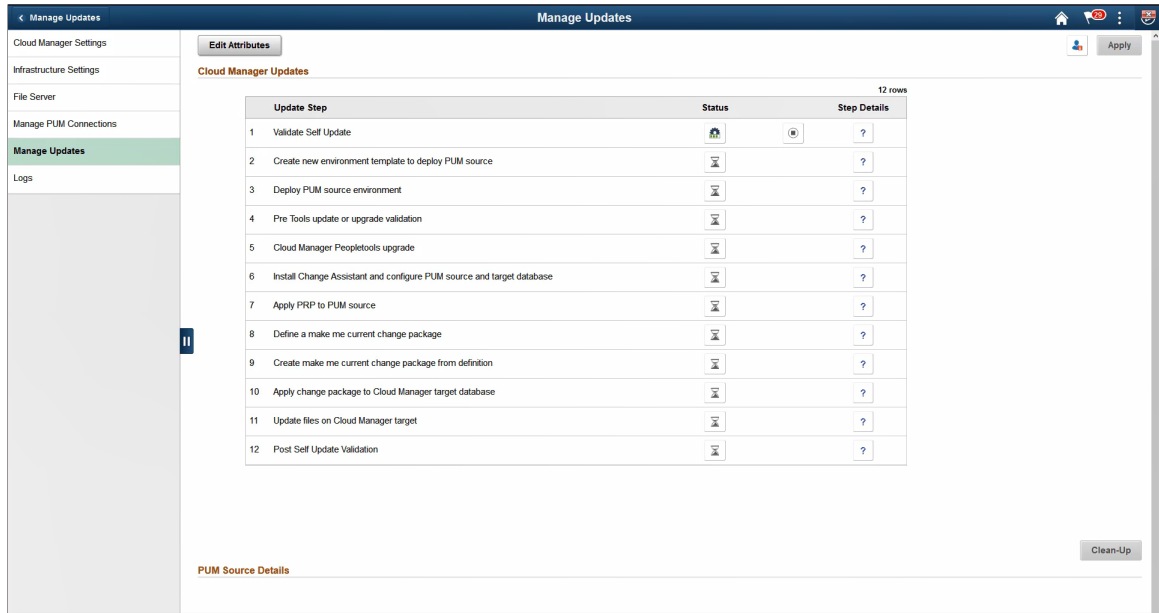 Manage Updates
Manage Updates
29
Cloud Manager Settings
Infrastructure Settings
File Server
Manage PUM Connections
Manage Updates
Logs
Edit Attributes
Apply
Cloud Manager Updates
12 rows
Update Step Status Step Details
1 Validate Self Update ?
2 Create new environment template to deploy PUM source ?
3 Deploy PUM source environment ?
4 Pre Tools update or upgrade validation ?
5 Cloud Manager Peopletools upgrade ?
6 Install Change Assistant and configure PUM source and target database ?
7 Apply PRP to PUM source ?
8 Define a make me current change package ?
9 Create make me current change package from definition ?
10 Apply change package to Cloud Manager target database ?
11 Update files on Cloud Manager target ?
12 Post Self Update Validation ?
Clean-Up
PUM Source Details